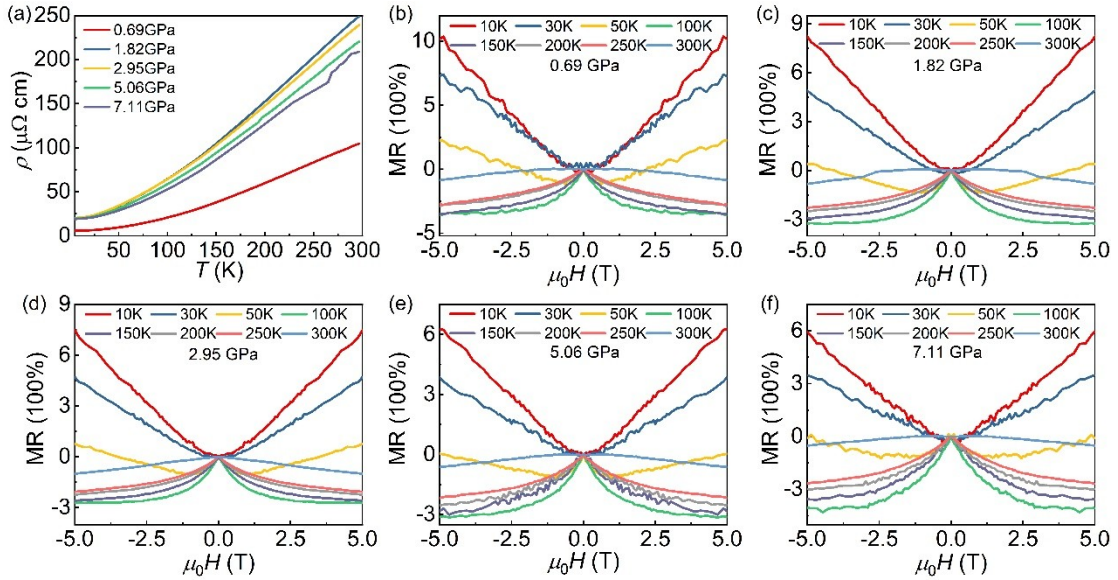 (a)
250
200
150
100
50
0
ρ (μΩ cm)
0.69GPa
1.82GPa
2.95GPa
5.06GPa
7.11GPa
50 100 150 200 250 300
T (K)
(b)
10
5
0
-5
MR (100%)
10K 30K 50K 100K
150K 200K 250K 300K
0.69 GPa
-5.0 -2.5 0.0 2.5 5.0
μ0H (T)
(c)
9
6
3
0
-3
MR (100%)
10K 30K 50K 100K
150K 200K 250K 300K
1.82 GPa
-5.0 -2.5 0.0 2.5 5.0
μ0H (T)
(d)
9
6
3
0
-3
MR (100%)
10K 30K 50K 100K
150K 200K 250K 300K
2.95 GPa
-5.0 -2.5 0.0 2.5 5.0
μ0H (T)
(e)
6
3
0
-3
MR (100%)
10K 30K 50K 100K
150K 200K 250K 300K
5.06 GPa
-5.0 -2.5 0.0 2.5 5.0
μ0H (T)
(f)
6
3
0
-3
MR (100%)
10K 30K 50K 100K
150K 200K 250K 300K
7.11 GPa
-5.0 -2.5 0.0 2.5 5.0
μ0H (T)